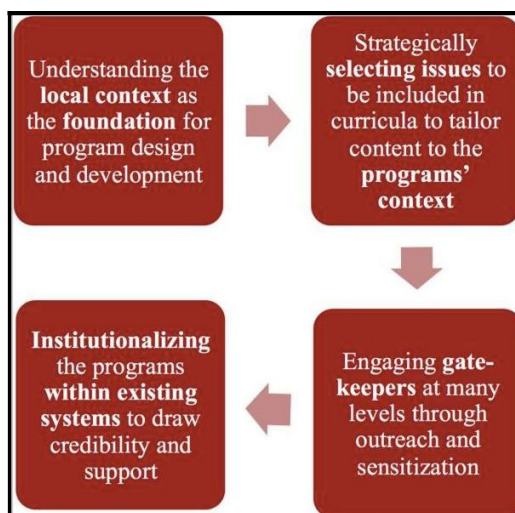 Understanding the
local context as
the foundation for
program design
and development
Strategically
selecting issues to
be included in
curricula to tailor
content to the
programs’
context
Engaging gate-
keepers at many
levels through
outreach and
sensitization
Institutionalizing
the programs
within existing
systems to draw
credibility and
support